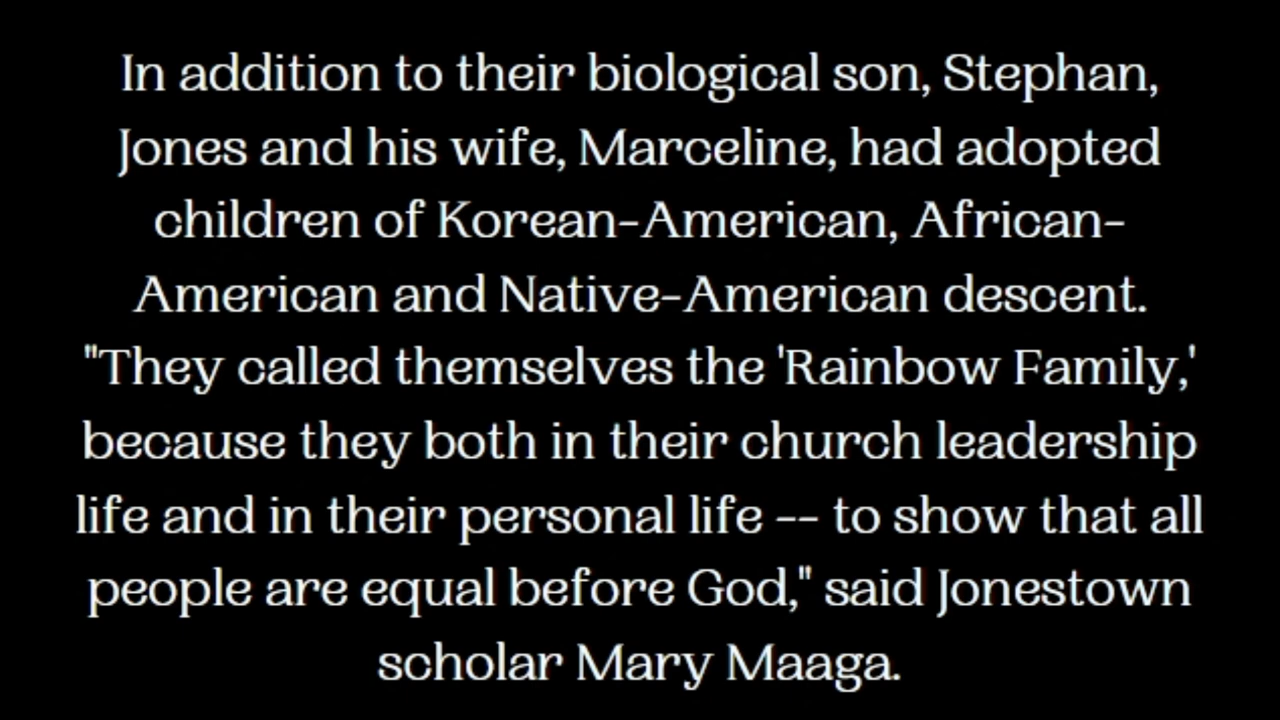 In addition to their biological son, Stephan,
Jones and his wife, Marceline, had adopted
children of Korean-American, African-
American and Native-American descent.
"They called themselves the 'Rainbow Family,'
because they both in their church leadership
life and in their personal life -- to show that all
people are equal before God," said Jonestown
scholar Mary Maaga.